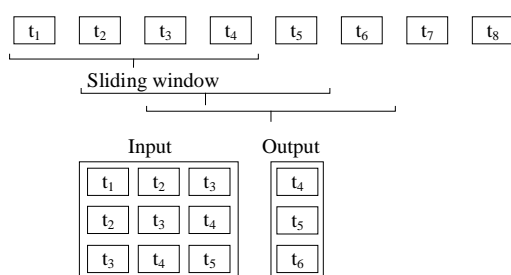 t₁ t₂ t₃ t₄ t₅ t₆ t₇ t₈
Sliding window
Input Output
t₁ t₂ t₃ t₄
t₂ t₃ t₄ t₅
t₃ t₄ t₅ t₆